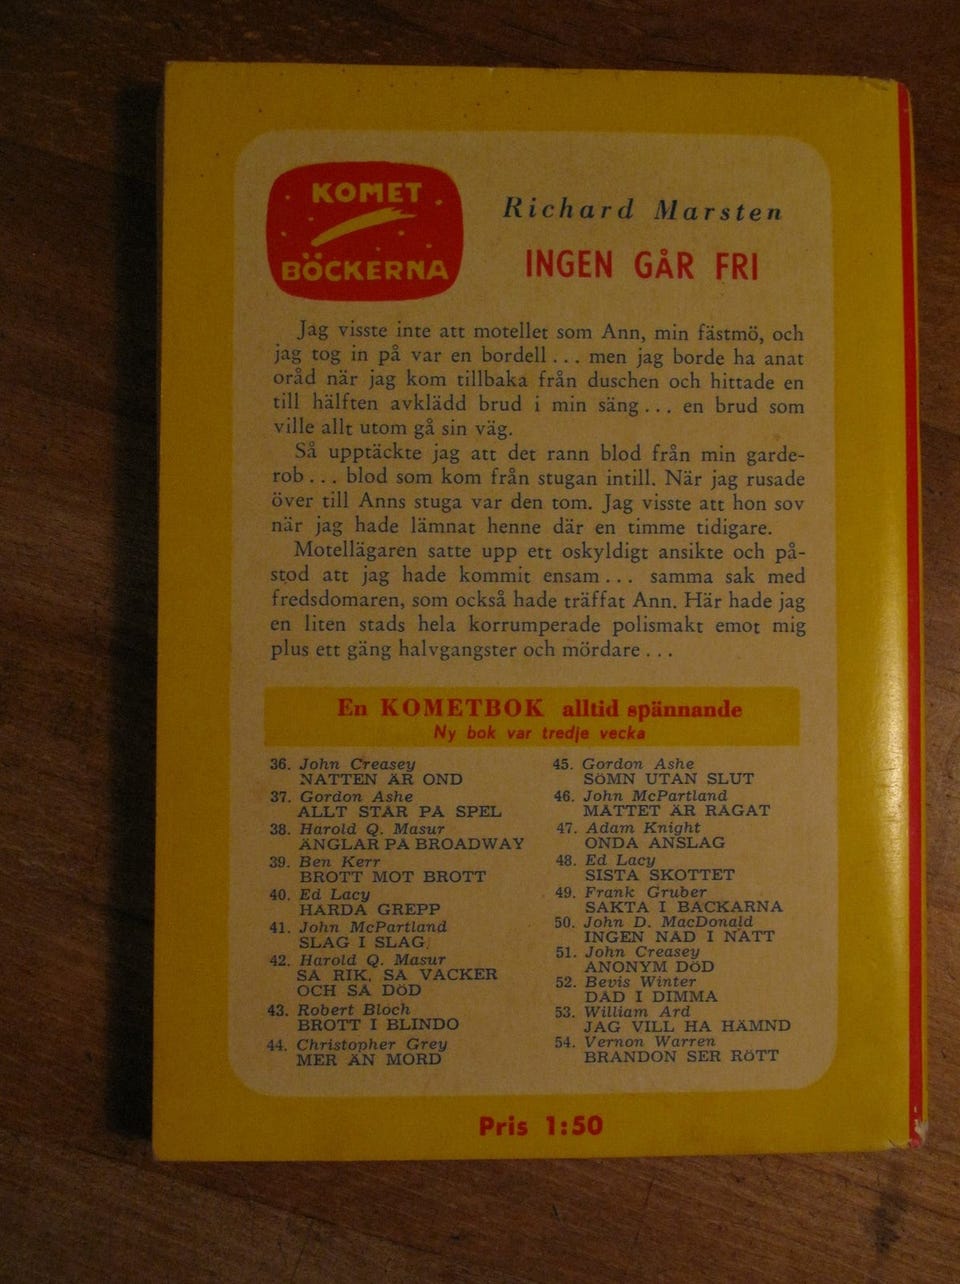 KOMET
BÖCKERNA
Richard Marsten
INGEN GÅR FRI
Jag visste inte att motellet som Ann, min fästmö, och
jag tog in på var en bordell... men jag borde ha anat
oråd när jag kom tillbaka från duschen och hittade en
till hälften avklädd brud i min säng... en brud som
ville allt utom gå sin väg.
Så upptäckte jag att det rann blod från min garde-
rob... blod som kom från stugan intill. När jag rusade
över till Anns stuga var den tom. Jag visste att hon sov
när jag hade lämnat henne där en timme tidigare.
Motellägaren satte upp ett oskyldigt ansikte och på-
stod att jag hade kommit ensam... samma sak med
fredsdomaren, som också hade träffat Ann. Här hade jag
en liten stads hela korrumperade polismakt emot mig
plus ett gäng halvgangster och mördare...
En KOMETBOK alltid spännande
Ny bok var tredje vecka
36. John Creasey
NATTEN ÄR OND
37. Gordon Ashe
ALLT STÅR PÅ SPEL
38. Harold Q. Masur
ÄNGLAR PÅ BROADWAY
39. Ben Kerr
BROTT MOT BROTT
40. Ed Lacy
HÅRDA GREPP
41. John McPartland
SLAG I SLAG
42. Harold Q. Masur
SÅ RIK, SÅ VACKER
OCH SÅ DÖD
43. Robert Bloch
BROTT I BLINDO
44. Christopher Grey
MER ÄN MORD
45. Gordon Ashe
SÖMN UTAN SLUT
46. John McPartland
MÅTTET ÄR RÅGAT
47. Adam Knight
ONDA ANSLAG
48. Ed Lacy
SISTA SKOTTET
49. Frank Gruber
SAKTA I BACKARNA
50. John D. MacDonald
INGEN NÅD I NATT
51. John Creasey
ANONYM DÖD
52. Bevis Winter
DÅD I DIMMA
53. William Ard
JAG VILL HA HÄMND
54. Vernon Warren
BRANDON SER RÖTT
Pris 1:50